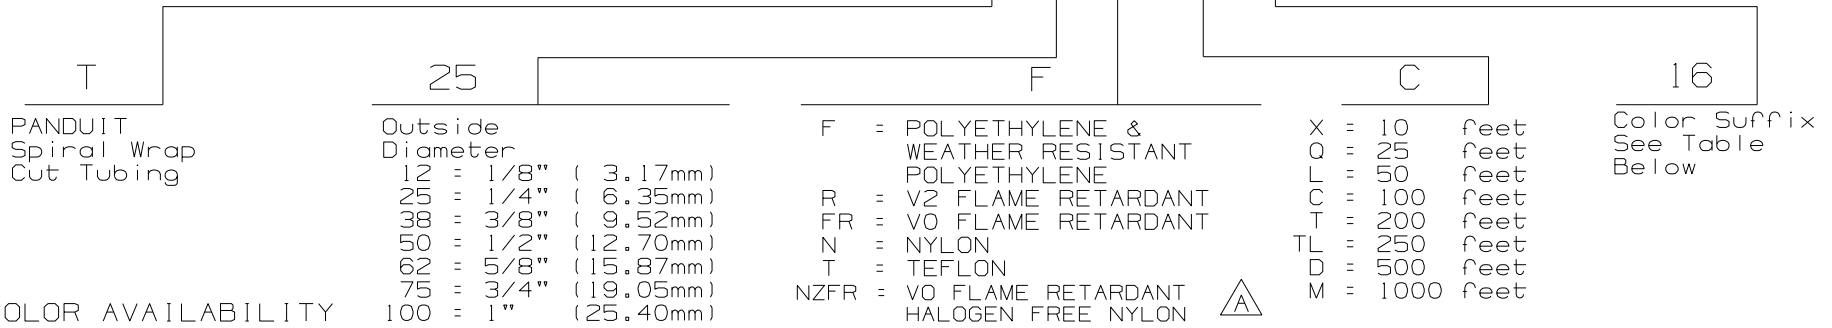 T
PANDUIT
Spiral Wrap
Cut Tubing
25
Outside
Diameter
12 = 1/8" ( 3.17mm)
25 = 1/4" ( 6.35mm)
38 = 3/8" ( 9.52mm)
50 = 1/2" (12.70mm)
62 = 5/8" (15.87mm)
75 = 3/4" (19.05mm)
100 = 1" (25.40mm)
F
F = POLYETHYLENE &
WEATHER RESISTANT
POLYETHYLENE
R = V2 FLAME RETARDANT
FR = V0 FLAME RETARDANT
N = NYLON
T = TEFLON
NZFR = V0 FLAME RETARDANT
HALOGEN FREE NYLON
A
C
X = 10 feet
Q = 25 feet
L = 50 feet
C = 100 feet
T = 200 feet
TL = 250 feet
D = 500 feet
M = 1000 feet
16
Color Suffix
See Table
Below
OLOR AVAILABILITY